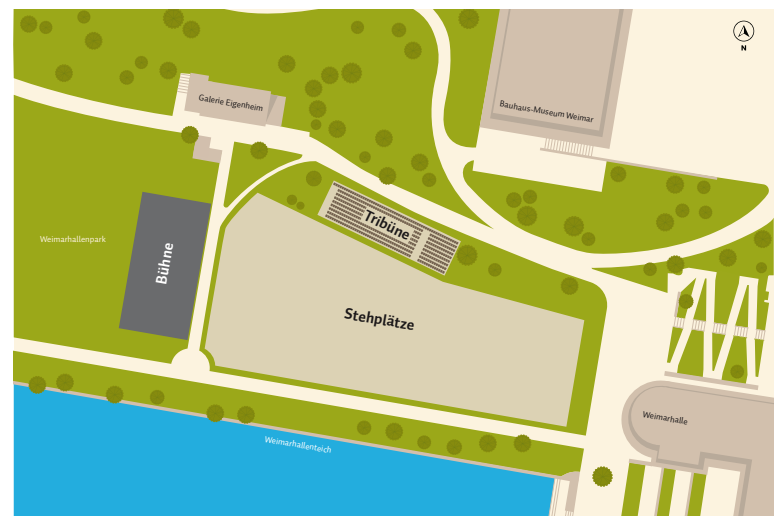 N
Galerie Eigenheim
Bauhaus-Museum Weimar
Tribüne
Weimarhallenpark
Bühne
Stehplätze
Weimarhalle
Weimarhallenteich